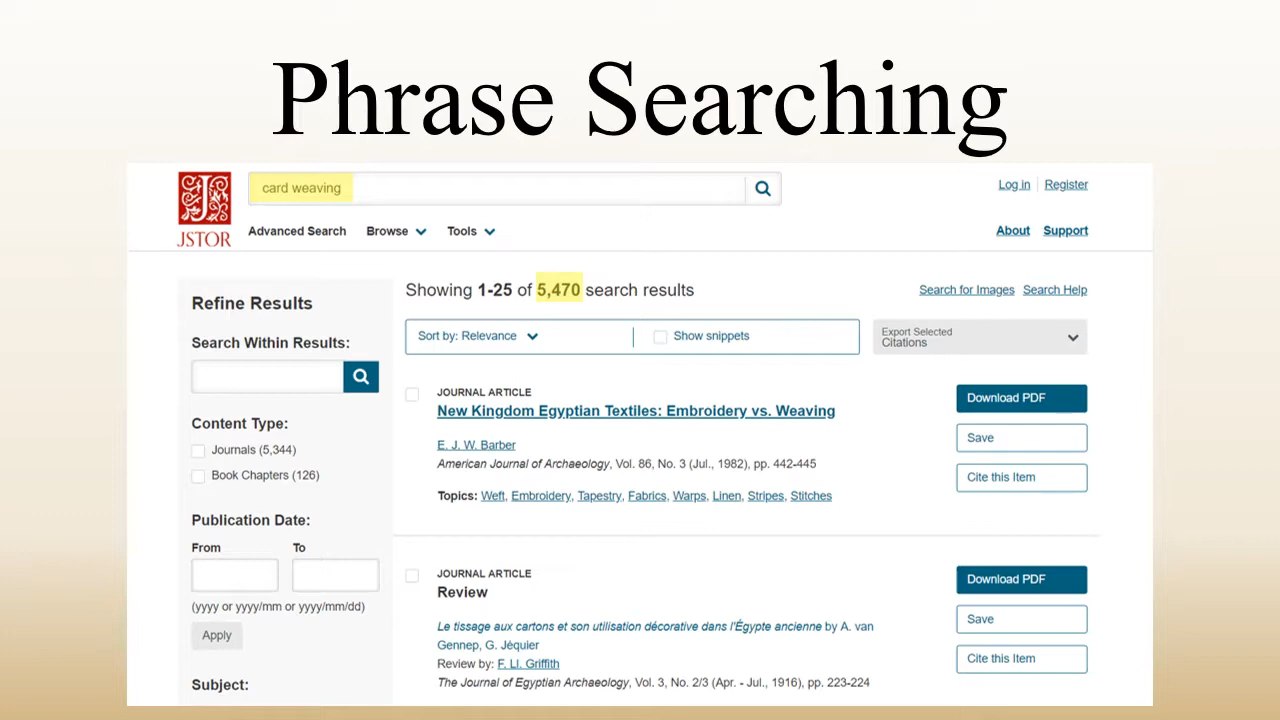 Phrase Searching
card weaving
Log in Register
JSTOR
Advanced Search Browse Tools
About Support
Refine Results
Showing 1-25 of 5,470 search results
Search for Images Search Help
Search Within Results:
Sort by: Relevance Show snippets
Export Selected
Citations
Content Type:
Journals (5,344)
Book Chapters (126)
Publication Date:
From To
(yyyy or yyyy/mm or yyyy/mm/dd)
Apply
Subject:
JOURNAL ARTICLE
New Kingdom Egyptian Textiles: Embroidery vs. Weaving
E. J. W. Barber
American Journal of Archaeology, Vol. 86, No. 3 (Jul., 1982), pp. 442-445
Topics: Weft, Embroidery, Tapestry, Fabrics, Warps, Linen, Stripes, Stitches
Download PDF
Save
Cite this Item
JOURNAL ARTICLE
Review
Le tissage aux cartons et son utilisation décorative dans l'Égypte ancienne by A. van
Gennep, G. Jéquier
Review by: F. Ll. Griffith
The Journal of Egyptian Archaeology, Vol. 3, No. 2/3 (Apr. - Jul., 1916), pp. 223-224
Download PDF
Save
Cite this Item